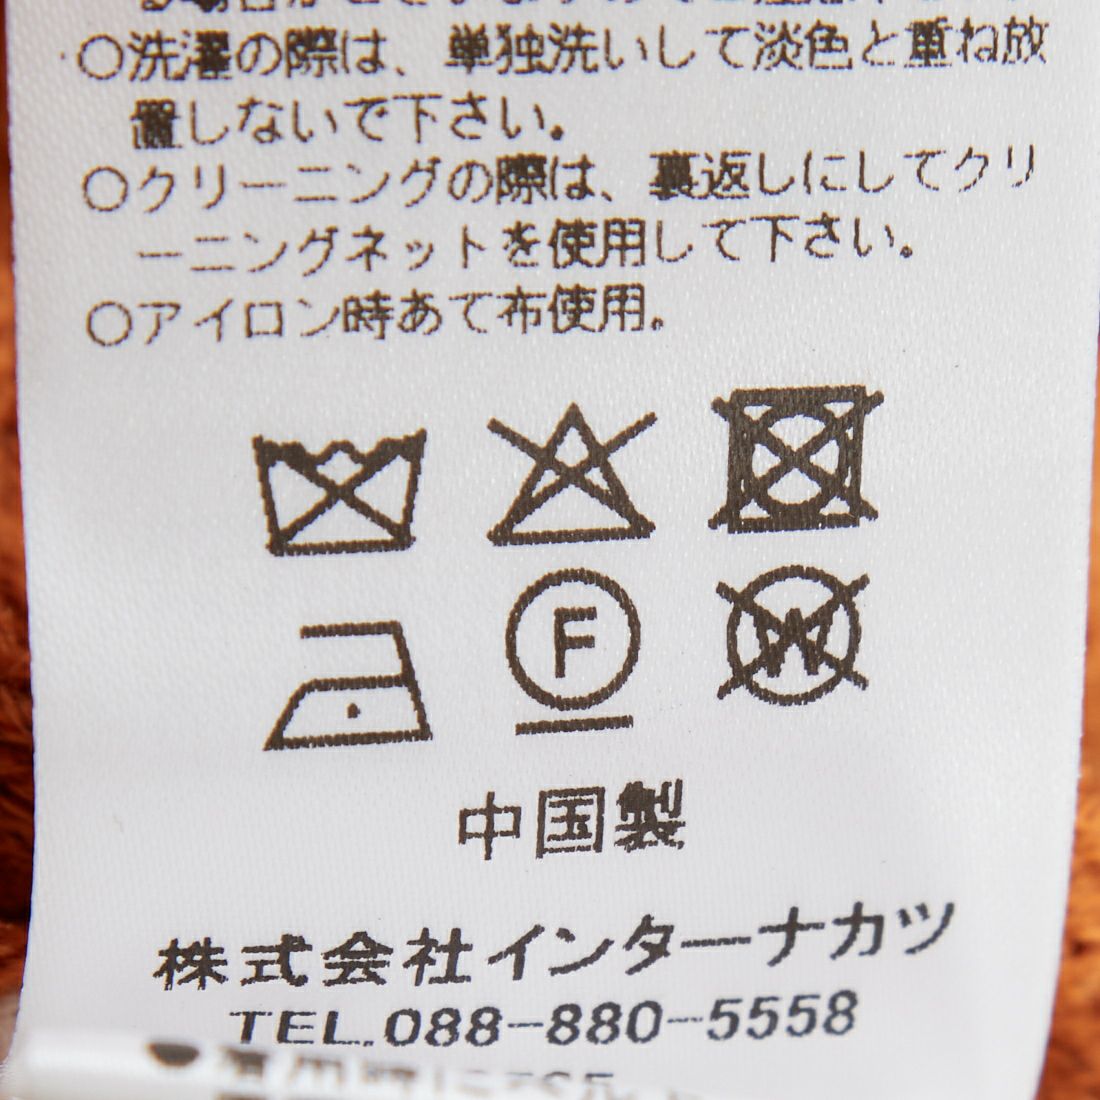 ○洗濯の際は、単独洗いして淡色と重ね放
置しないで下さい。
○クリーニングの際は、裏返しにしてクリ
ーニングネットを使用して下さい。
○アイロン時あて布使用。
F
W
中国製
株式会社インターナカツ
TEL.088-880-5558